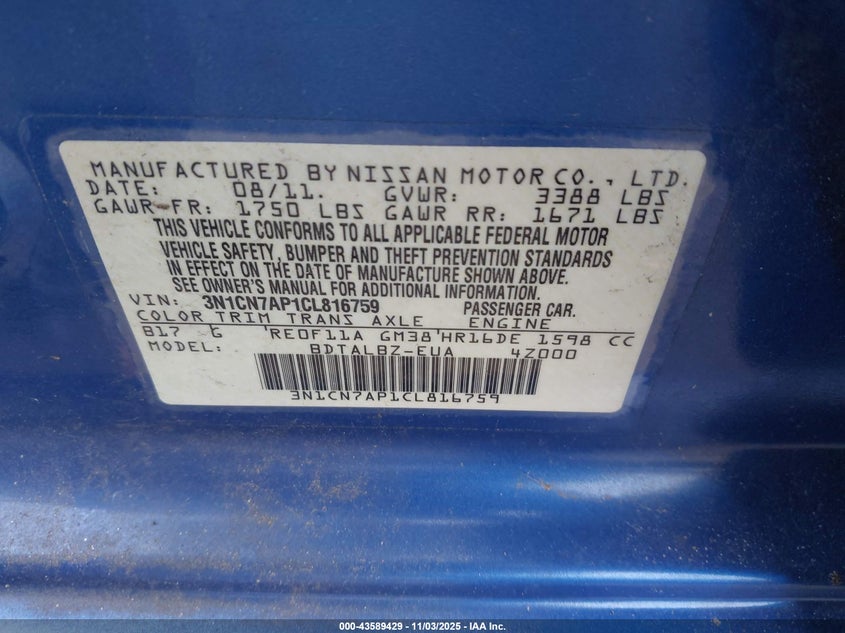 MANUFACTURED BY NISSAN MOTOR CO., LTD.
DATE: 08/11. GVWR: 3388 LBS
GAWR FR: 1750 LBS GAWR RR: 1671 LBS
THIS VEHICLE CONFORMS TO ALL APPLICABLE FEDERAL MOTOR
VEHICLE SAFETY, BUMPER AND THEFT PREVENTION STANDARDS
IN EFFECT ON THE DATE OF MANUFACTURE SHOWN ABOVE.
SEE OWNER'S MANUAL FOR ADDITIONAL INFORMATION.
VIN: 3N1CN7AP1CL816759 PASSENGER CAR.
COLOR TRIM TRANS AXLE ENGINE
B17 G 'RE0F11A GM38'HR16DE 1598 CC
MODEL: BDTALBZ-EUA 4Z000
3N1CN7AP1CL816759
000-43589429 - 11/03/2025 - IAA Inc.